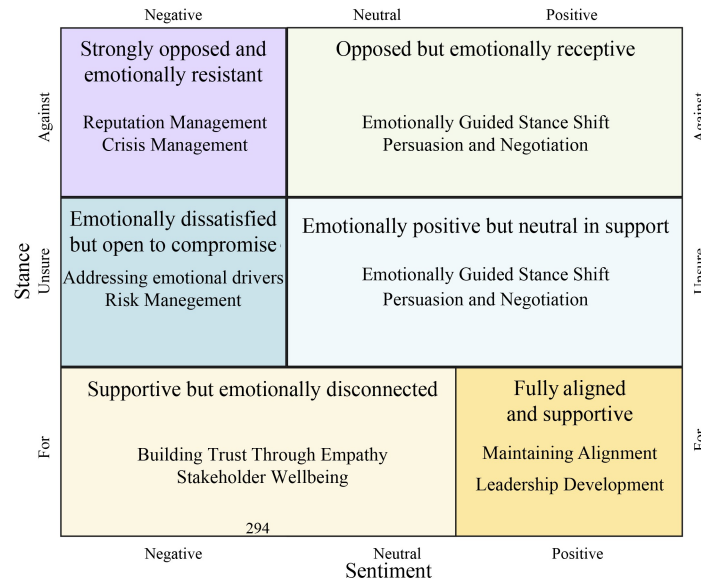 Negative
Neutral
Positive
Strongly opposed and
emotionally resistant
Reputation Management
Crisis Management
Opposed but emotionally receptive
Emotionally Guided Stance Shift
Persuasion and Negotiation
Against
Against
Emotionally dissatisfied
but open to compromise
Addressing emotional drivers
Risk Menegement
Emotionally positive but neutral in support
Emotionally Guided Stance Shift
Persuasion and Negotiation
Stance
Unsure
Unsure
Supportive but emotionally disconnected
Building Trust Through Empathy
Stakeholder Wellbeing
294
Fully aligned
and supportive
Maintaining Alignment
Leadership Development
For
For
Negative
Neutral
Positive
Sentiment